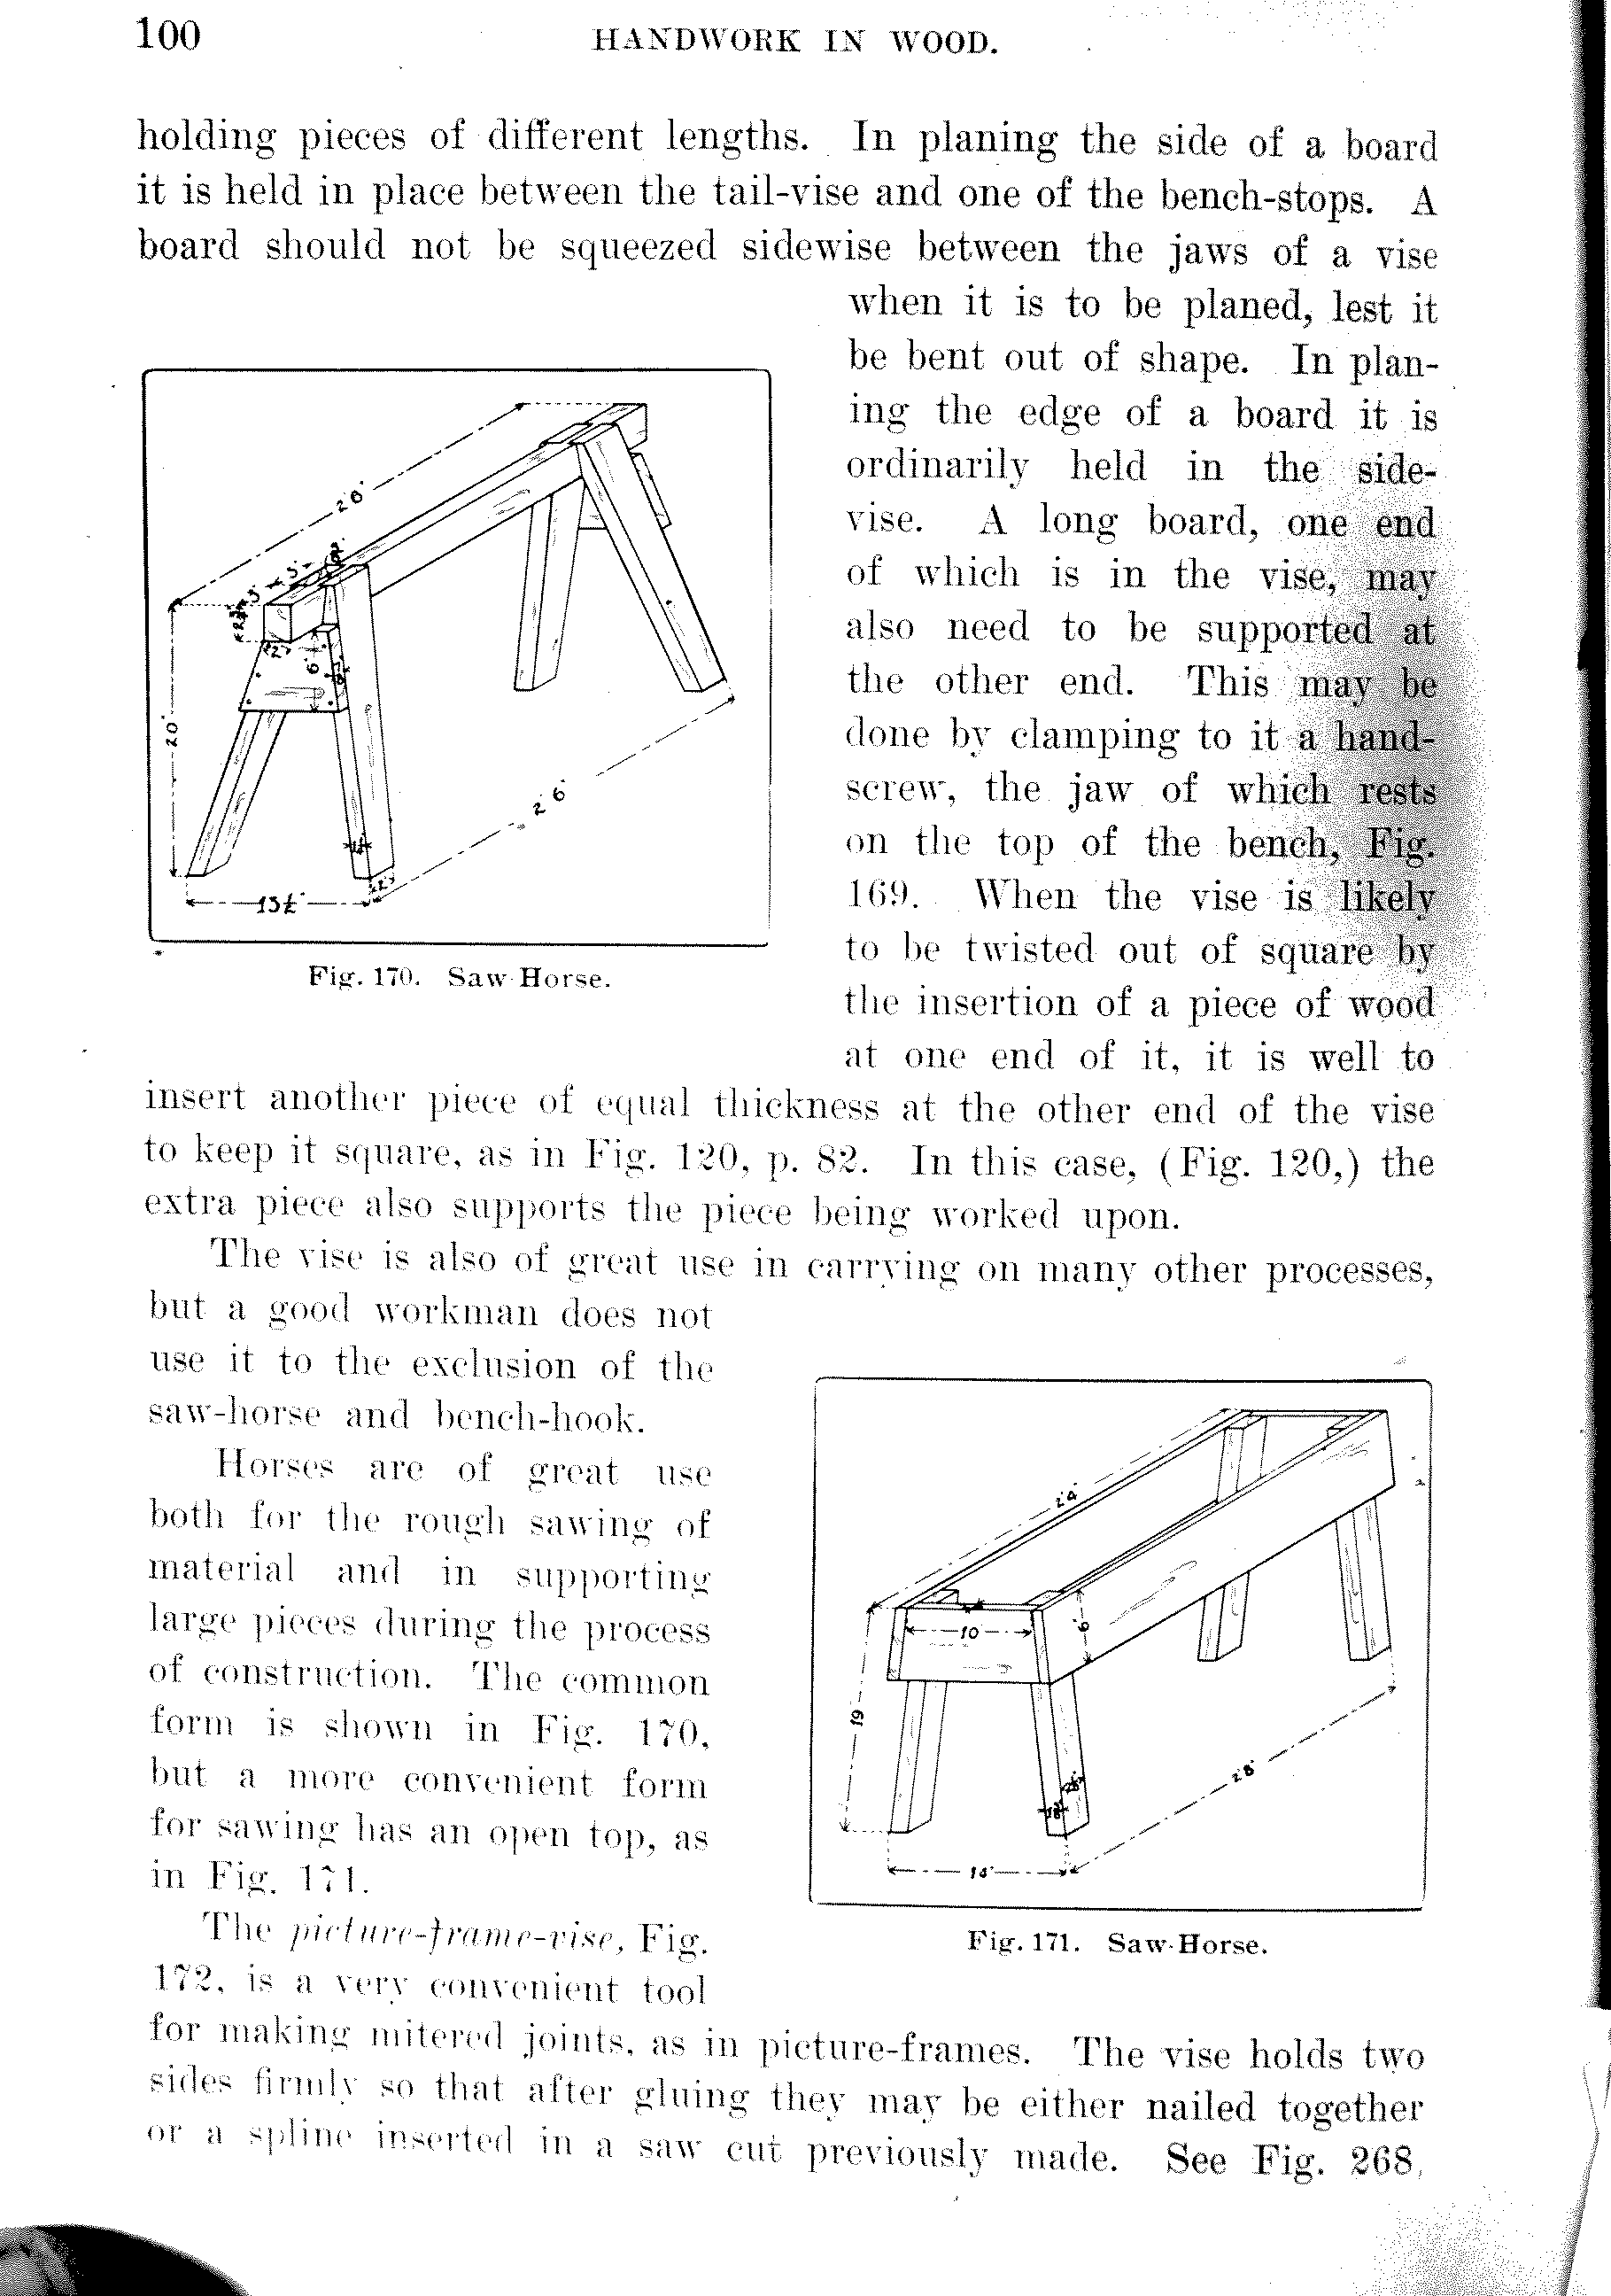 100
HANDWORK IN WOOD.
holding pieces of different lengths. In planing the side of a board
it is held in place between the tail-vise and one of the bench-stops. A
board should not be squeezed sidewise between the jaws of a vise
when it is to be planed, lest it
be bent out of shape. In plan-
ing the edge of a board it is
ordinarily held in the side-
vise. A long board, one end
of which is in the vise, may
also need to be supported at
the other end. This may be
done by clamping to it a hand-
screw, the jaw of which rests
on the top of the bench, Fig.
169. When the vise is likely
to be twisted out of square by
the insertion of a piece of wood
at one end of it, it is well to
20"
20"
26
13½"
Fig. 170. Saw-Horse.
insert another piece of equal thickness at the other end of the vise
to keep it square, as in Fig. 120, p. 82. In this case, (Fig. 120,) the
extra piece also supports the piece being worked upon.
The vise is also of great use in carrying on many other processes,
but a good workman does not
use it to the exclusion of the
saw-horse and bench-hook.
Horses are of great use
both for the rough sawing of
material and in supporting
large pieces during the process
of construction. The common
form is shown in Fig. 170,
but a more convenient form
for sawing has an open top, as
in Fig. 171.
The picture-frame-vise, Fig.
172, is a very convenient tool
24
10
6
19
28"
Fig. 171. Saw-Horse.
for making mitered joints, as in picture-frames. The vise holds two
sides firmly so that after gluing they may be either nailed together
or a spline inserted in a saw cut previously made. See Fig. 268,